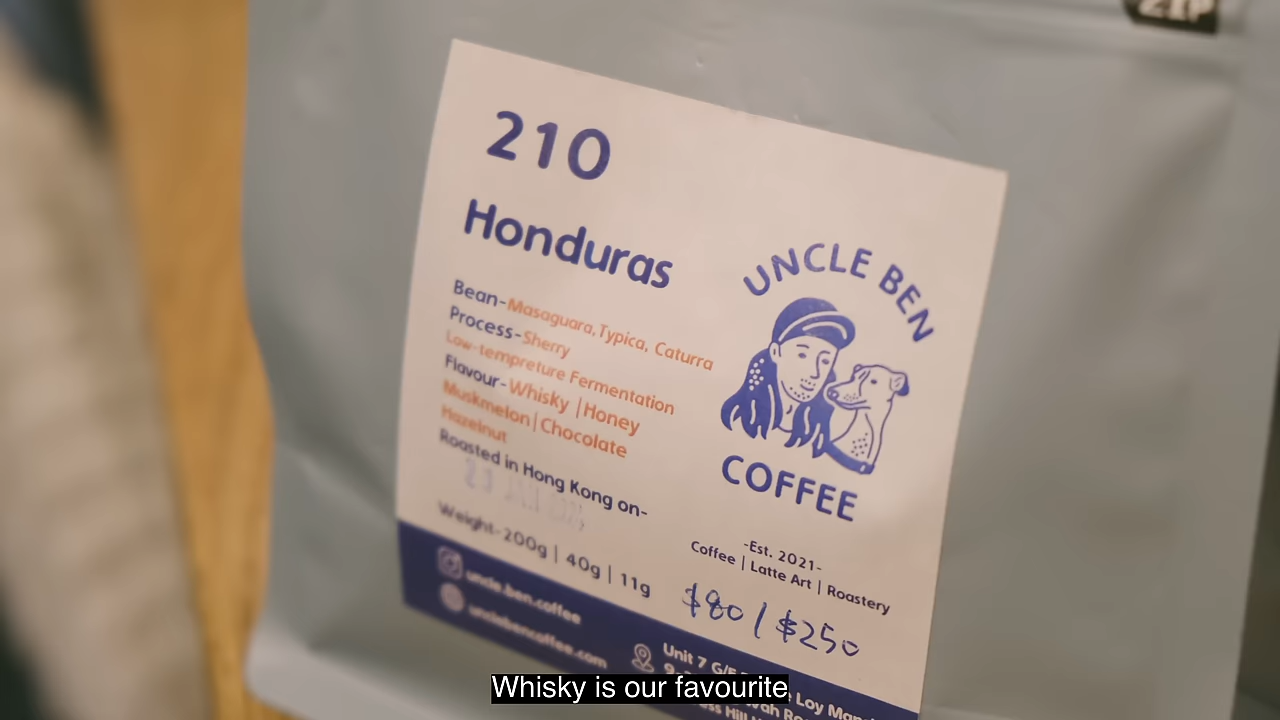 ZIP
210
Honduras
Bean-Masaguara,Typica, Caturra
Process-Sherry
Low-tempreture Fermentation
Flavour-Whisky |Honey
Muskmelon|Chocolate
Hazelnut
Roasted in Hong Kong on-
Weight-200g | 40g | 11g
UNCLE BEN
COFFEE
-Est. 2021-
Coffee | Latte Art | Roastery
$80 / $250
uncle.ben.coffee
unclebencoffee.com
Unit 7 G/F
Loy
Whisky is our favourite